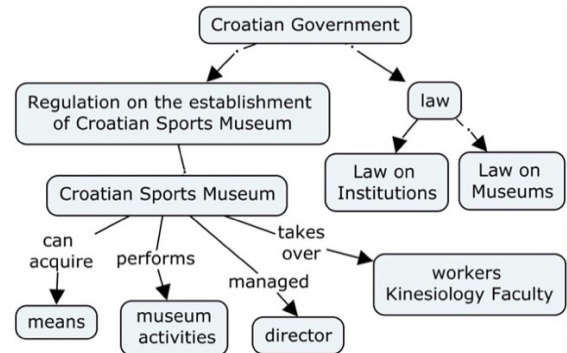 Croatian Government
Regulation on the establishment
of Croatian Sports Museum
law
Law on
Institutions
Law on
Museums
Croatian Sports Museum
can
acquire
performs
managed
takes
over
means
museum
activities
director
workers
Kinesiology Faculty